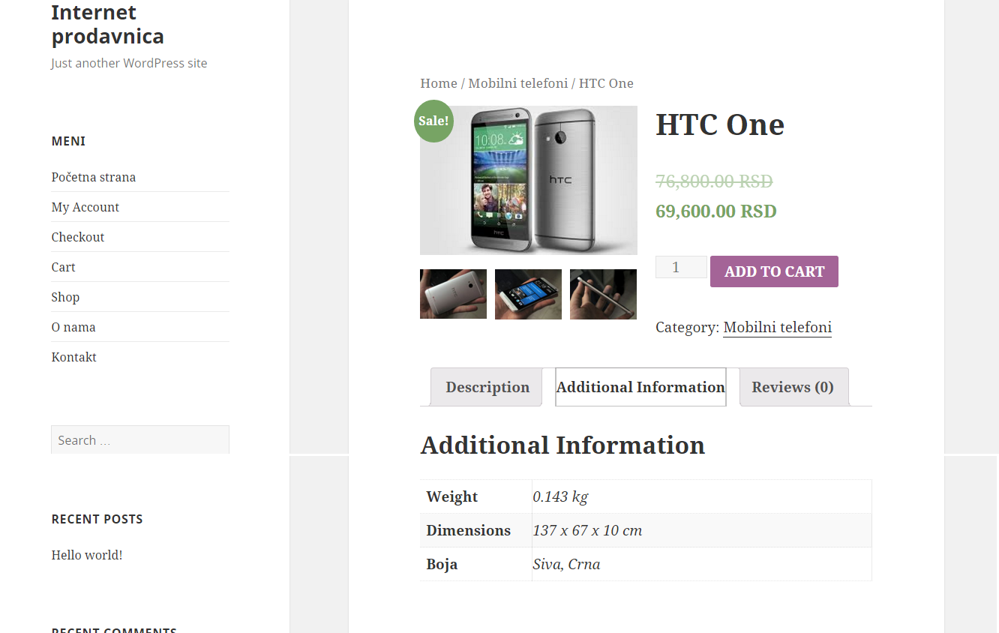 Internet
prodavnica
Just another WordPress site
MENI
Početna strana
My Account
Checkout
Cart
Shop
O nama
Kontakt
Search …
RECENT POSTS
Hello world!
RECENT COMMENTS
Home / Mobilni telefoni / HTC One
Sale!
10:08
hTC
hTC
HTC One
76,800.00 RSD
69,600.00 RSD
1
ADD TO CART
Category: Mobilni telefoni
Description
Additional Information
Reviews (0)
Additional Information
Weight 0.143 kg
Dimensions 137 x 67 x 10 cm
Boja Siva, Crna